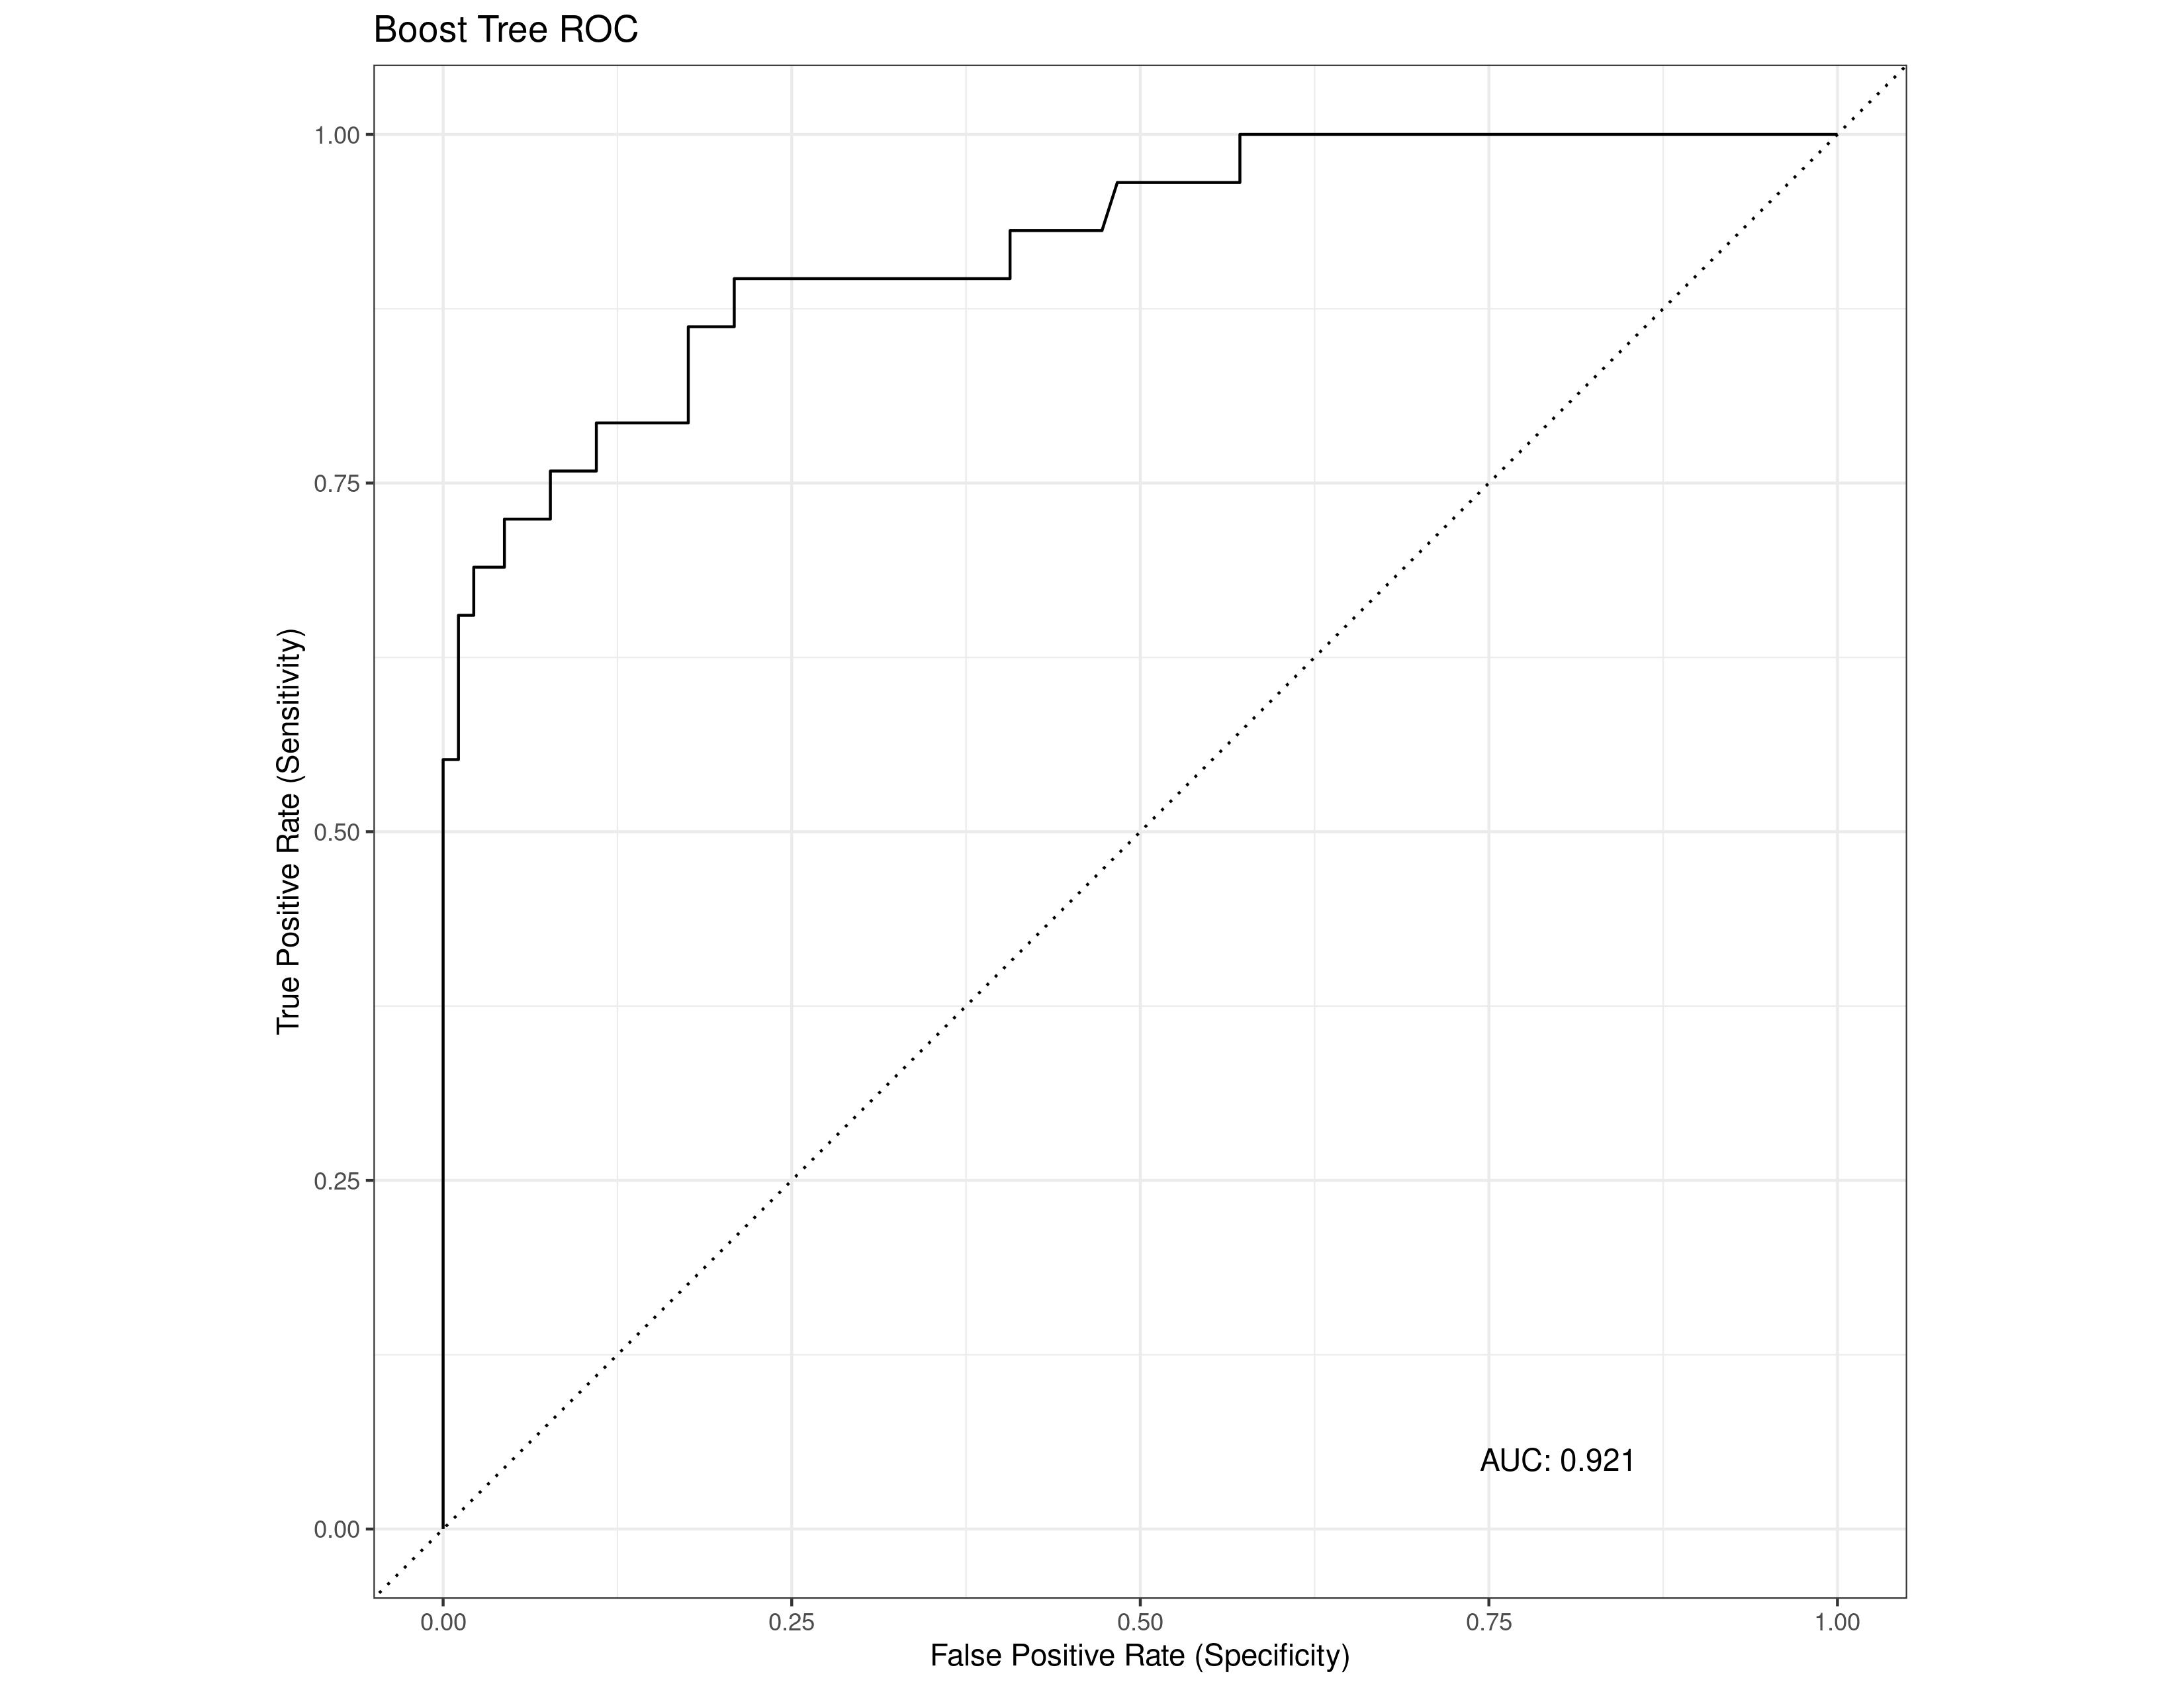 Boost Tree ROC
True Positive Rate (Sensitivity)
1.00
0.75
0.50
0.25
0.00
AUC: 0.921
0.00 0.25 0.50 0.75 1.00
False Positive Rate (Specificity)